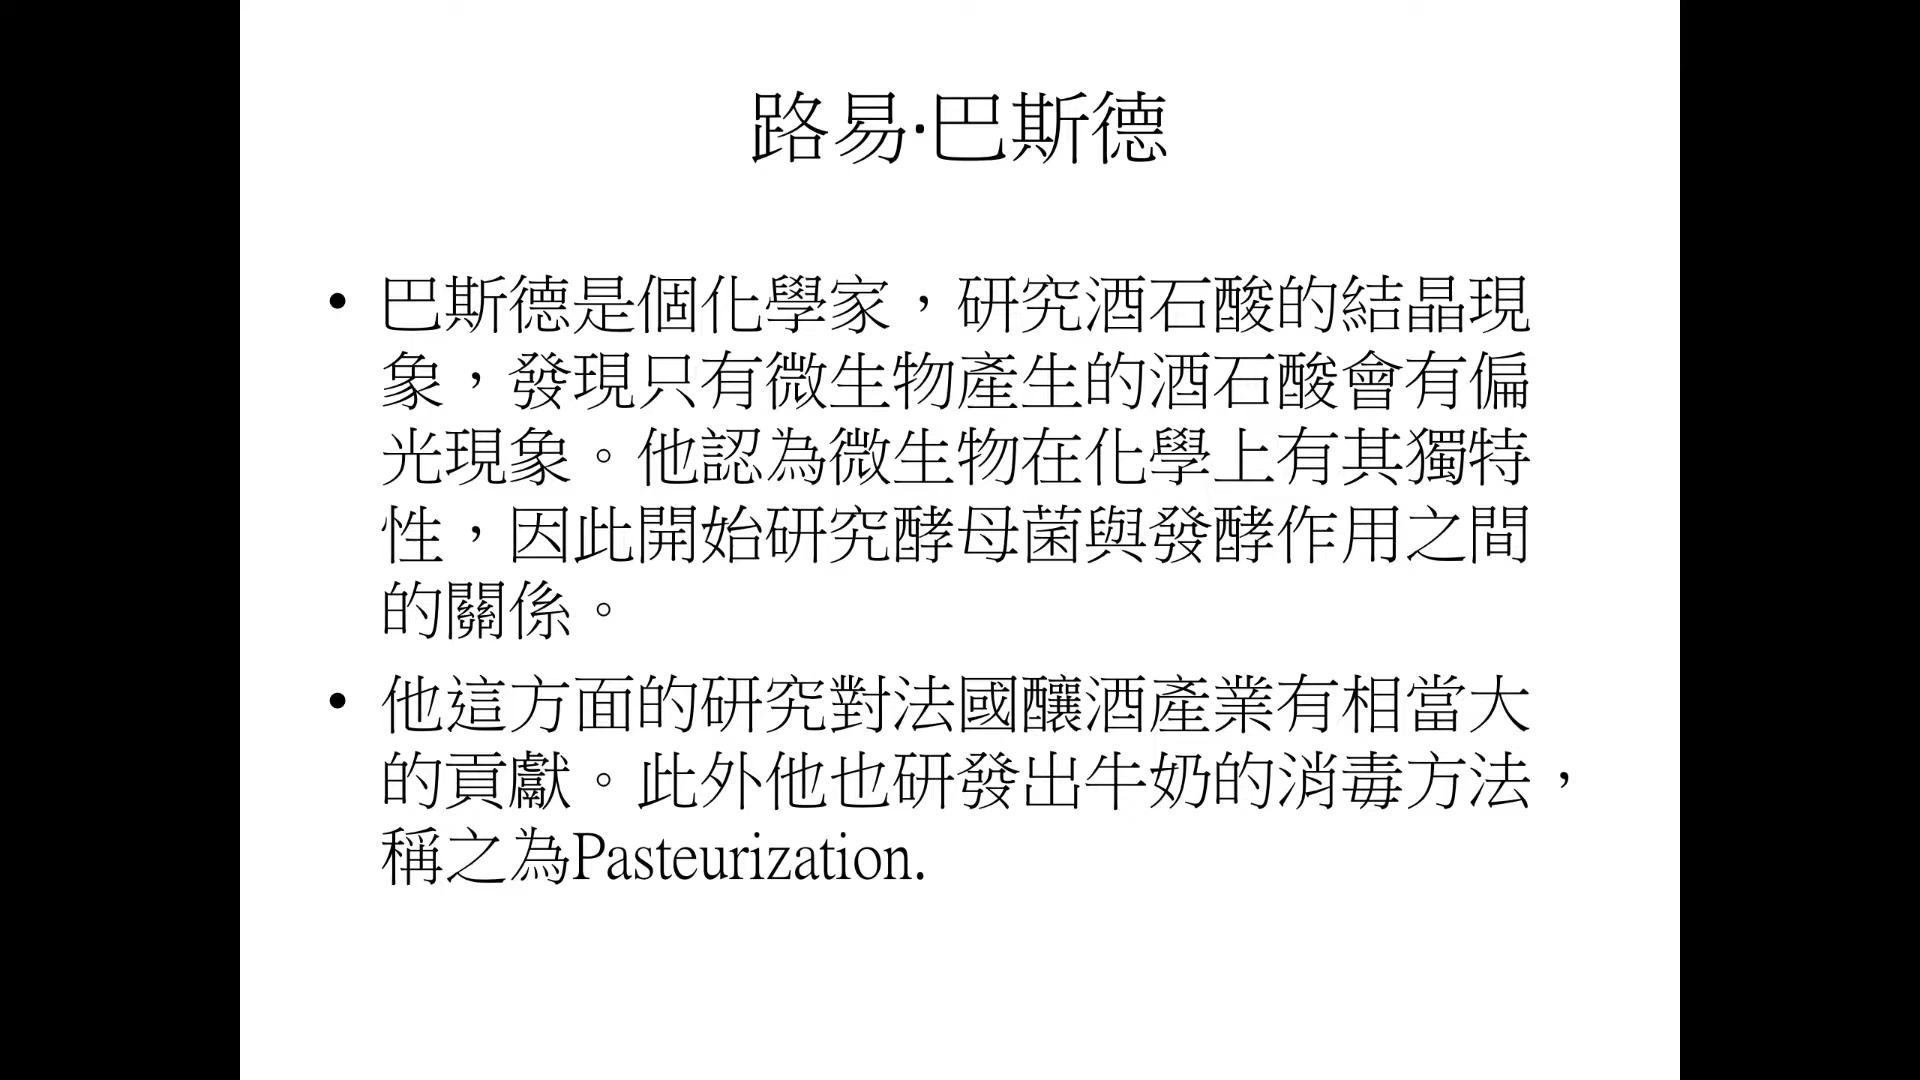 路易·巴斯德
• 巴斯德是個化學家，研究酒石酸的結晶現
象，發現只有微生物產生的酒石酸會有偏
光現象。他認為微生物在化學上有其獨特
性，因此開始研究酵母菌與發酵作用之間
的關係。
• 他這方面的研究對法國釀酒產業有相當大
的貢獻。此外他也研發出牛奶的消毒方法，
稱之為Pasteurization.